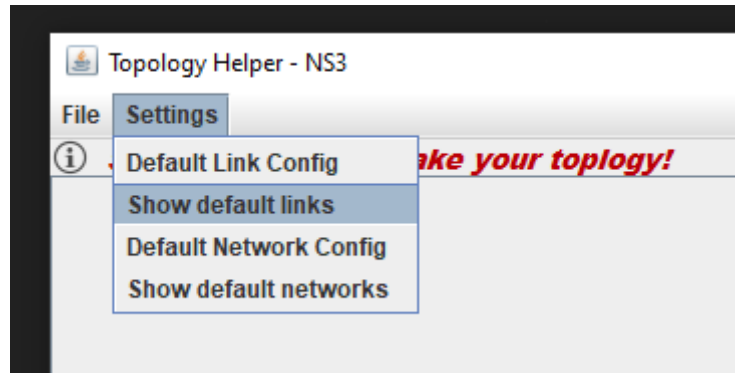 Topology Helper - NS3
File Settings
your toplogy!
Default Link Config
Show default links
Default Network Config
Show default networks